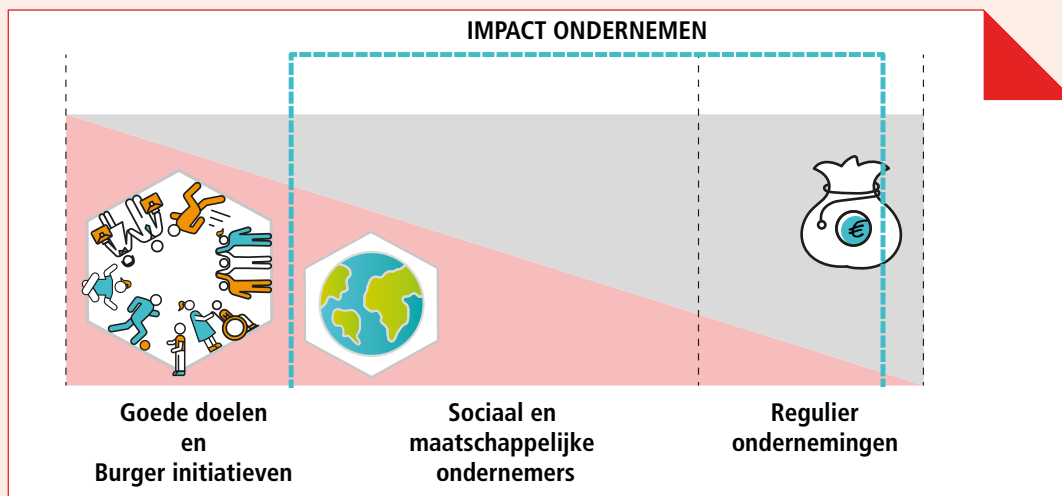 IMPACT ONDERNEMEN
€
Goede doelen
en
Burger initiatieven
Sociaal en
maatschappelijke
ondernemers
Regulier
ondernemingen